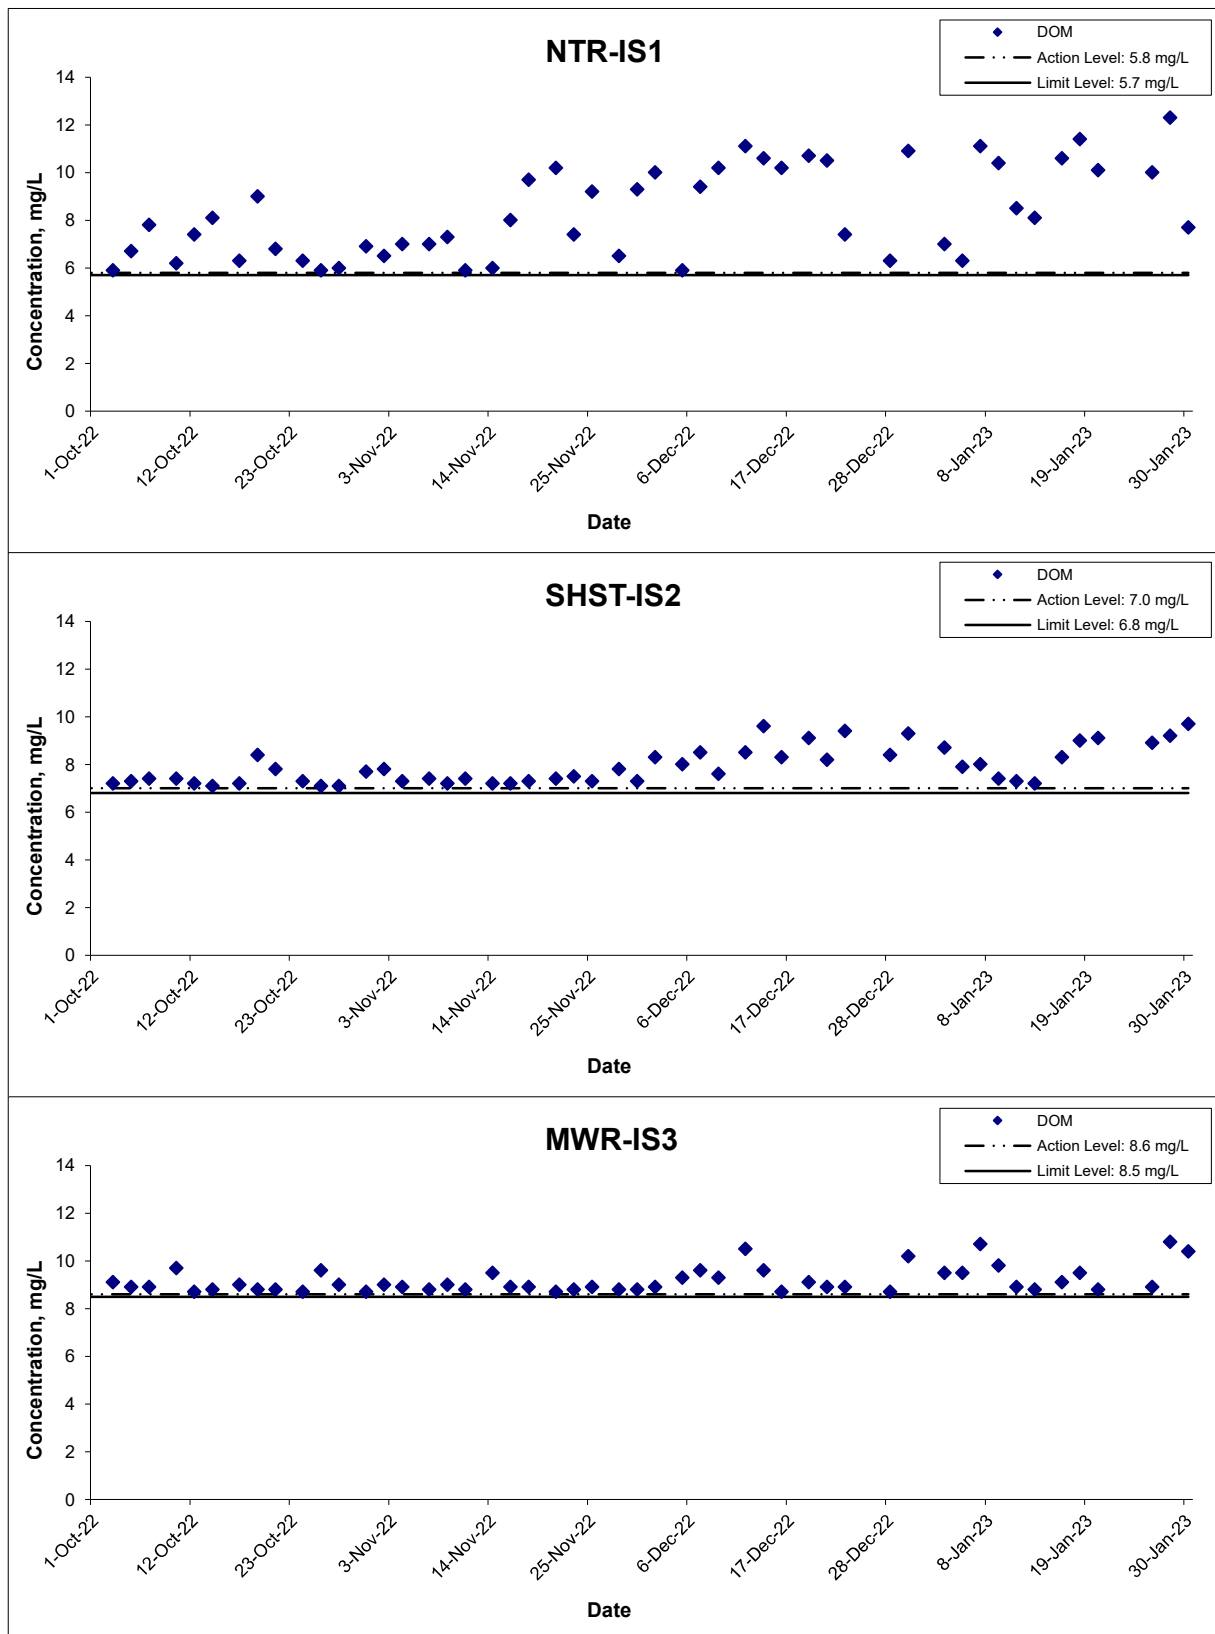 NTR-IS1
DOM
Action Level: 5.8 mg/L
Limit Level: 5.7 mg/L
Concentration, mg/L
14
12
10
8
6
4
2
0
1-Oct-22
12-Oct-22
23-Oct-22
3-Nov-22
14-Nov-22
25-Nov-22
6-Dec-22
17-Dec-22
28-Dec-22
8-Jan-23
19-Jan-23
30-Jan-23
Date
SHST-IS2
DOM
Action Level: 7.0 mg/L
Limit Level: 6.8 mg/L
Concentration, mg/L
14
12
10
8
6
4
2
0
1-Oct-22
12-Oct-22
23-Oct-22
3-Nov-22
14-Nov-22
25-Nov-22
6-Dec-22
17-Dec-22
28-Dec-22
8-Jan-23
19-Jan-23
30-Jan-23
Date
MWR-IS3
DOM
Action Level: 8.6 mg/L
Limit Level: 8.5 mg/L
Concentration, mg/L
14
12
10
8
6
4
2
0
1-Oct-22
12-Oct-22
23-Oct-22
3-Nov-22
14-Nov-22
25-Nov-22
6-Dec-22
17-Dec-22
28-Dec-22
8-Jan-23
19-Jan-23
30-Jan-23
Date